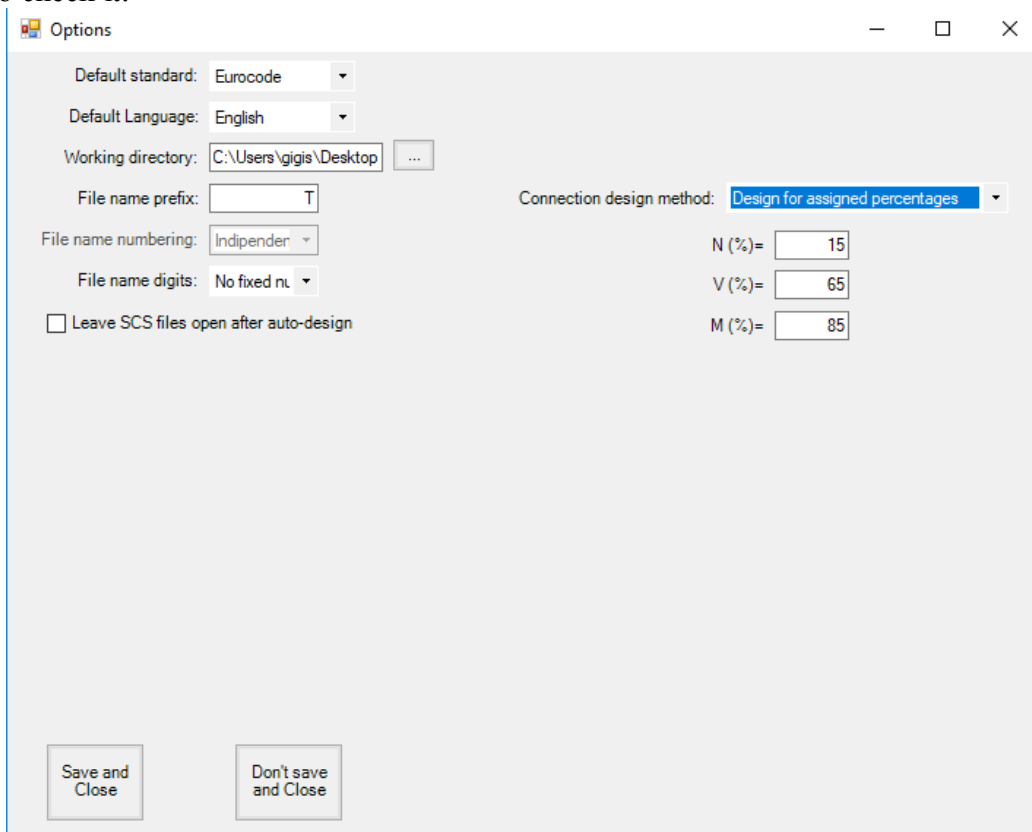 Options
Default standard: Eurocode
Default Language: English
Working directory: C:\Users\gigis\Desktop ...
File name prefix: T
Connection design method: Design for assigned percentages
File name numbering: Indipenden
N (%)= 15
File name digits: No fixed nu
V (%)= 65
Leave SCS files open after auto-design
M (%)= 85
Save and
Close
Don't save
and Close